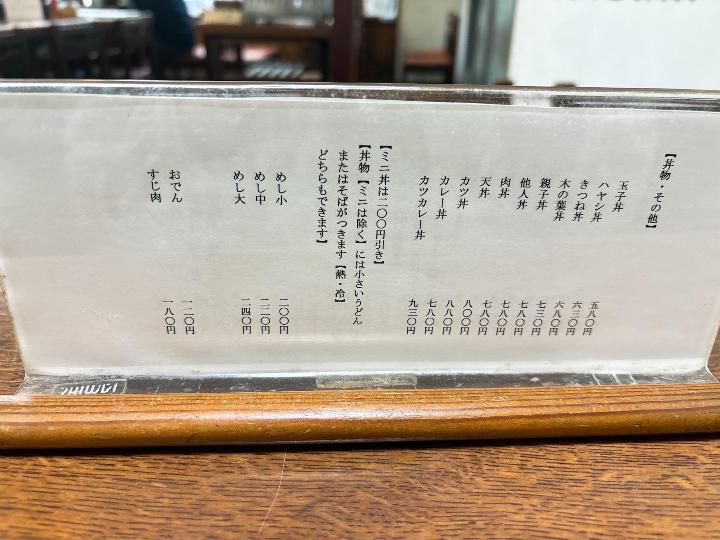 【丼物・その他】
玉子丼 五八〇円
ハヤシ丼 六三〇円
きつね丼 六八〇円
木の葉丼 七三〇円
親子丼 七八〇円
他人丼 七八〇円
肉丼 七八〇円
天丼 八〇〇円
カツ丼 八八〇円
カレー丼 七八〇円
カツカレー丼 九三〇円
【ミニ丼は二〇〇円引き】
【丼物【ミニは除く】には小さいうどん
またはそばがつきます【熱・冷】
どちらもできます】
めし小 二〇〇円
めし中 二二〇円
めし大 二四〇円
おでん 一二〇円
すじ肉 一八〇円